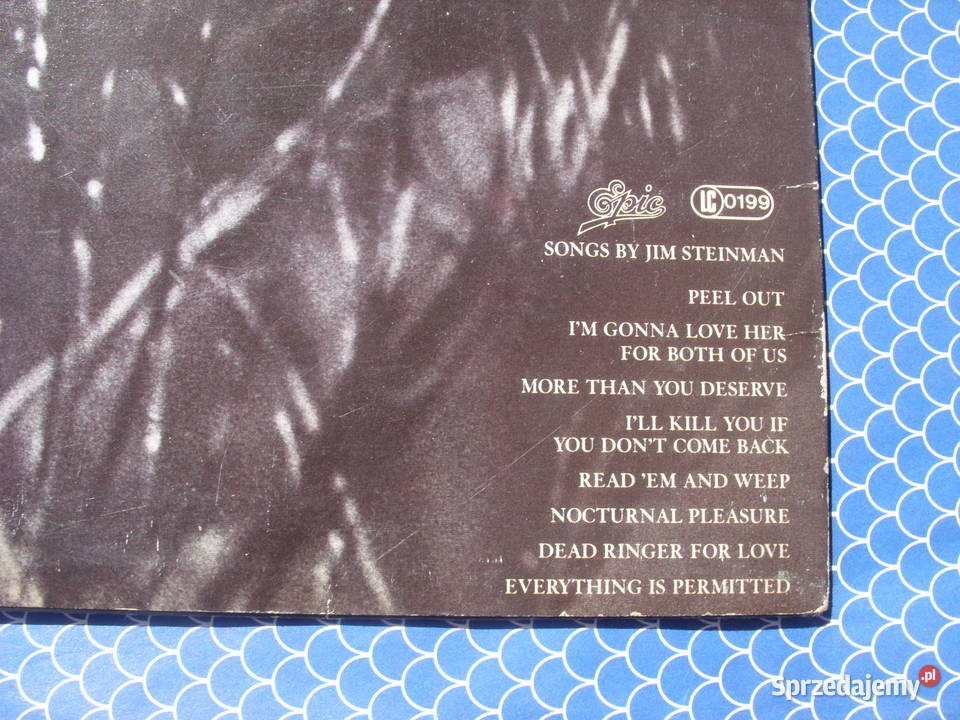 Epic LC 0199
SONGS BY JIM STEINMAN
PEEL OUT
I'M GONNA LOVE HER
FOR BOTH OF US
MORE THAN YOU DESERVE
I'LL KILL YOU IF
YOU DON'T COME BACK
READ 'EM AND WEEP
NOCTURNAL PLEASURE
DEAD RINGER FOR LOVE
EVERYTHING IS PERMITTED
Sprzedajemy.pl